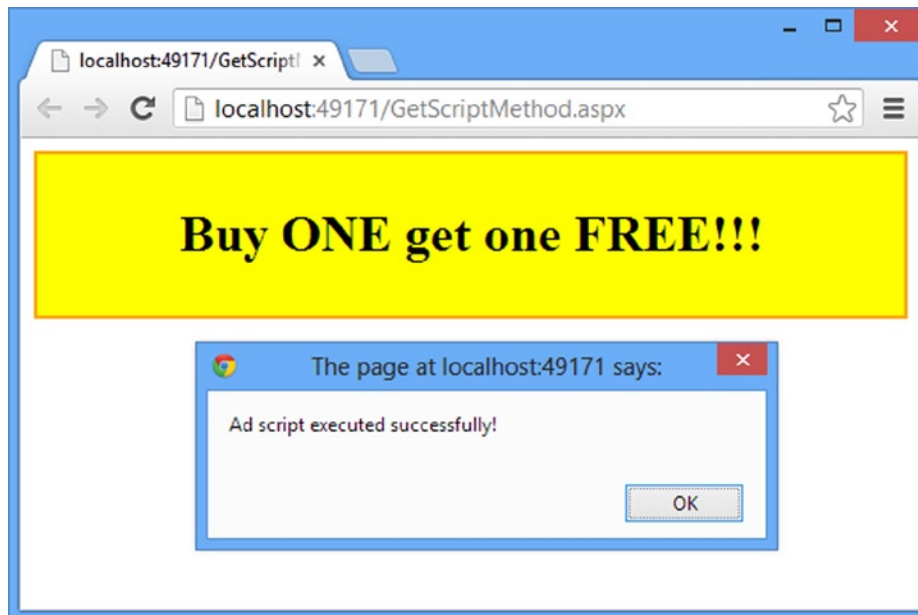 localhost:49171/GetScript
localhost:49171/GetScriptMethod.aspx
Buy ONE get one FREE!!!
The page at localhost:49171 says:
Ad script executed successfully!
OK